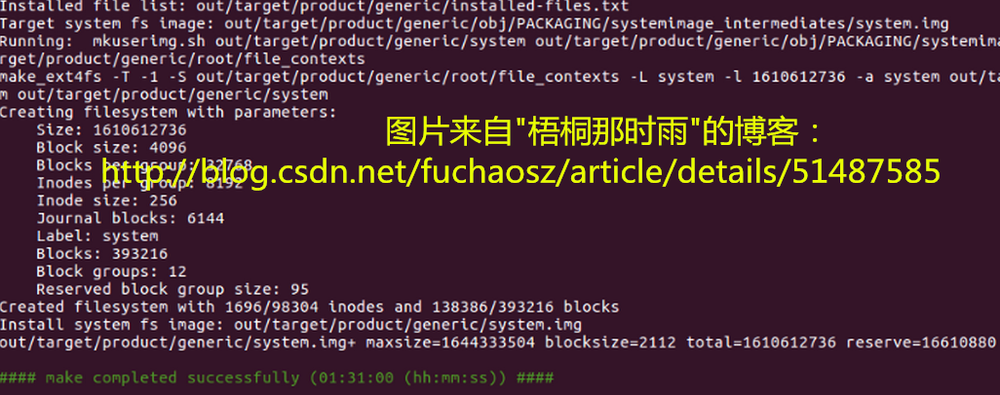 Installed file list: out/target/product/generic/installed-files.txt
Target system fs image: out/target/product/generic/obj/PACKAGING/systemimage_intermediates/system.img
Running:  mkuserimg.sh out/target/product/generic/system out/target/product/generic/obj/PACKAGING/systemima
rget/product/generic/root/file_contexts
make_ext4fs -T -1 -S out/target/product/generic/root/file_contexts -L system -l 1610612736 -a system out/ta
m out/target/product/generic/system
Creating filesystem with parameters:
    Size: 1610612736
图片来自"梧桐那时雨"的博客：
    Block size: 4096
    Blocks per group: 32768
http://blog.csdn.net/fuchaosz/article/details/51487585
    Inodes per group: 8192
    Inode size: 256
    Journal blocks: 6144
    Label: system
    Blocks: 393216
    Block groups: 12
    Reserved block group size: 95
Created filesystem with 1696/98304 inodes and 138386/393216 blocks
Install system fs image: out/target/product/generic/system.img
out/target/product/generic/system.img+ maxsize=1644333504 blocksize=2112 total=1610612736 reserve=16610880
#### make completed successfully (01:31:00 (hh:mm:ss)) ####